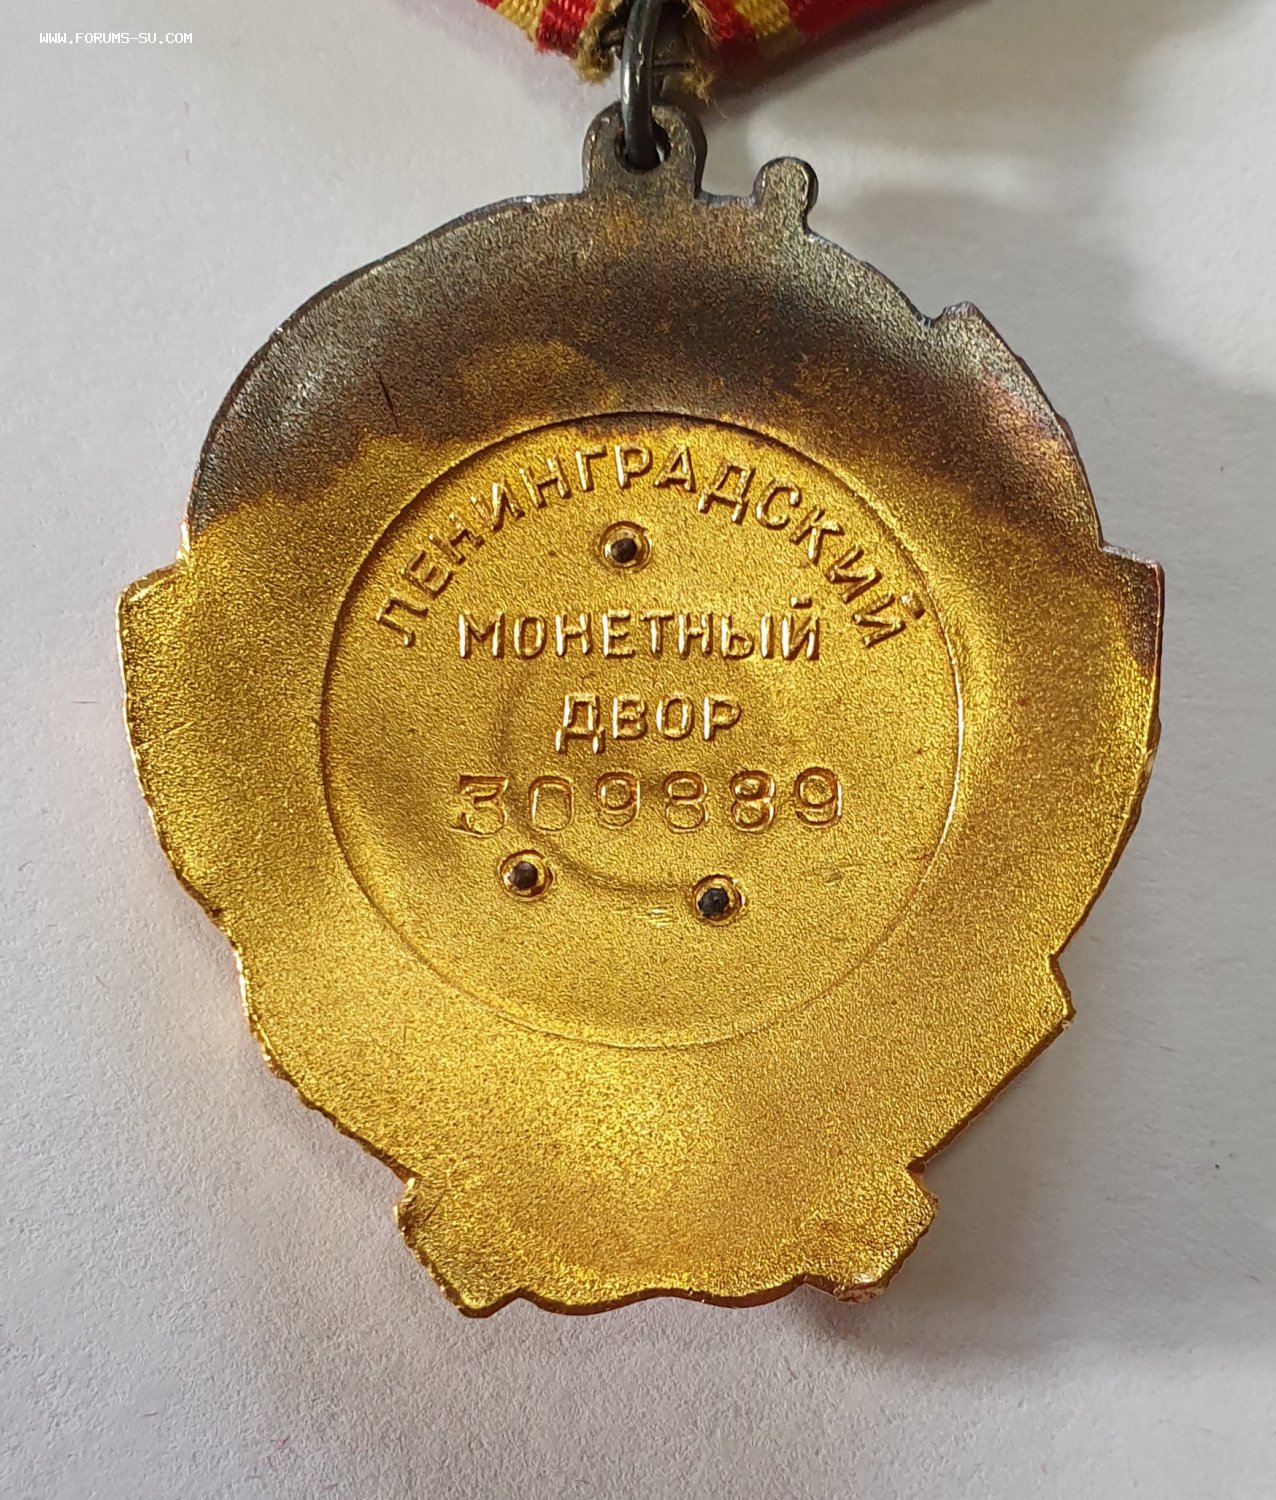 WWW.FORUMS-SU.COM
ЛЕНИНГРАДСКИЙ
МОНЕТНЫЙ
ДВОР
309889